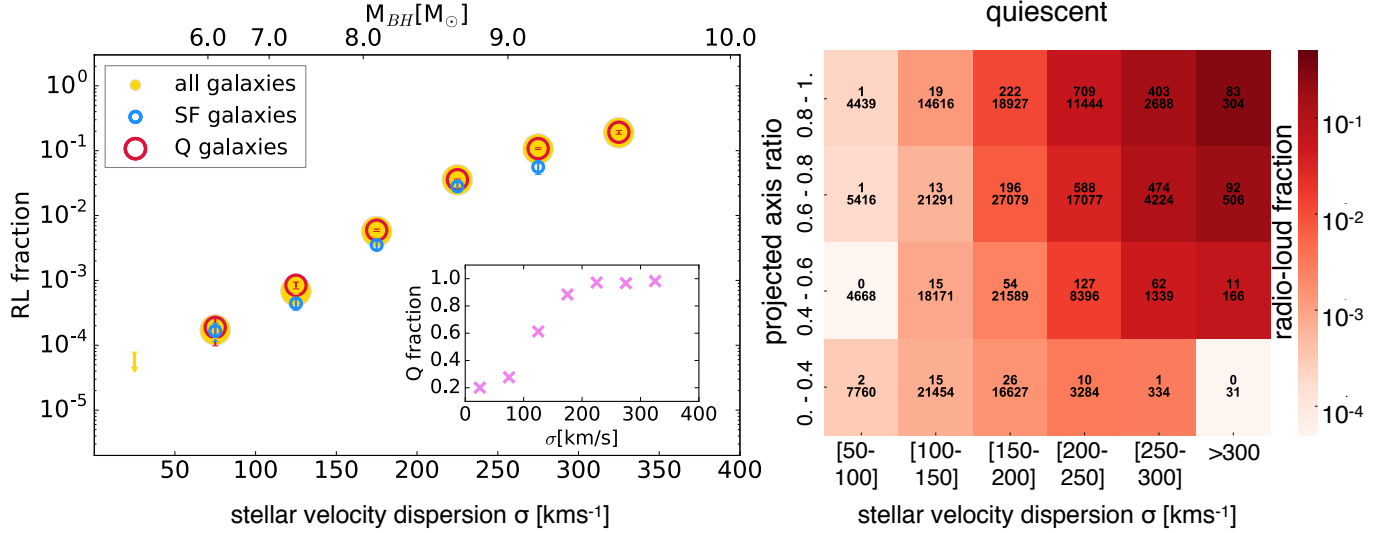 M_BH[M_⊙]
6.0 7.0 8.0 9.0 10.0
all galaxies
SF galaxies
Q galaxies
RL fraction
10^0
10^-1
10^-2
10^-3
10^-4
10^-5
50 100 150 200 250 300 350 400
stellar velocity dispersion σ [kms^-1]
Q fraction
1.0
0.8
0.6
0.4
0.2
0 100 200 300 400
σ[km/s]
quiescent
projected axis ratio
0.8 - 1.
1 19 222 709 403 83
4439 14616 18927 11444 2688 304
0.6 - 0.8
1 13 196 588 474 92
5416 21291 27079 17077 4224 506
0.4 - 0.6
0 15 54 127 62 11
4668 18171 21589 8396 1339 166
0. - 0.4
2 15 26 10 1 0
7760 21454 16627 3284 334 31
[50- [100- [150- [200- [250- >300
100] 150] 200] 250] 300]
stellar velocity dispersion σ [kms^-1]
radio-loud fraction
10^-1
10^-2
10^-3
10^-4